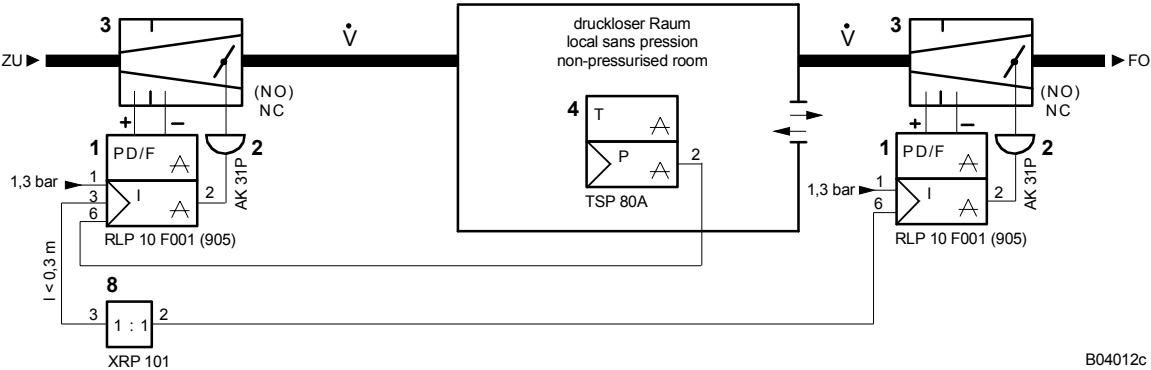 3
V̇
druckloser Raum
local sans pression
non-pressurised room
V̇
3
ZU
FO
(NO)
NC
4
T
P
2
TSP 80A
(NO)
NC
+
−
1
PD/F
2
1,3 bar
1
3
6
I
2
AK 31P
RLP 10 F001 (905)
+
−
1
PD/F
2
1,3 bar
1
6
I
2
AK 31P
RLP 10 F001 (905)
l < 0,3 m
8
3
1 : 1
2
XRP 101
B04012c